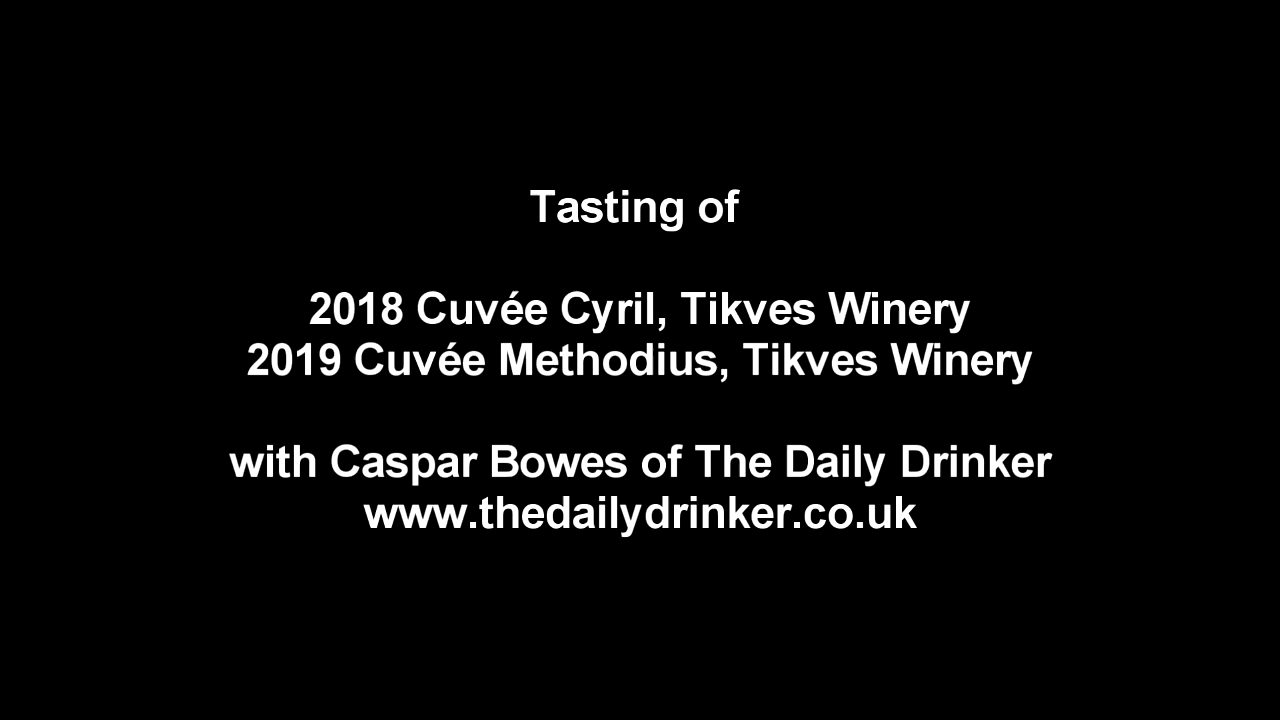 Tasting of
2018 Cuvée Cyril, Tikves Winery
2019 Cuvée Methodius, Tikves Winery
with Caspar Bowes of The Daily Drinker
www.thedailydrinker.co.uk